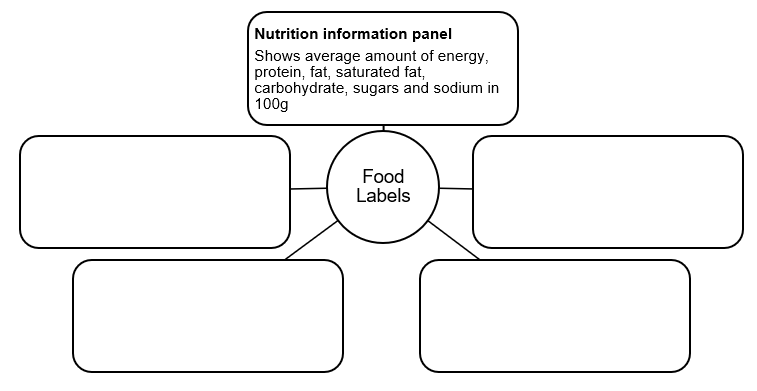 Nutrition information panel
Shows average amount of energy,
protein, fat, saturated fat,
carbohydrate, sugars and sodium in
100g
Food
Labels